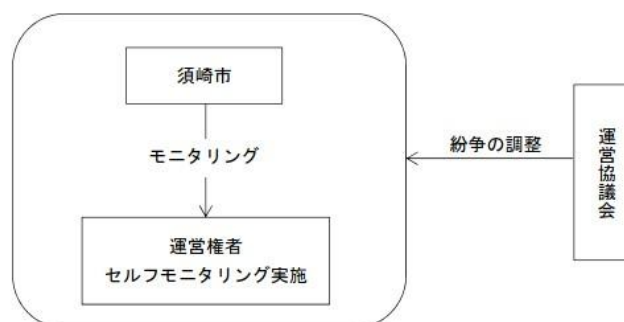 須崎市
モニタリング
運営権者
セルフモニタリング実施
紛争の調整
運営協議会